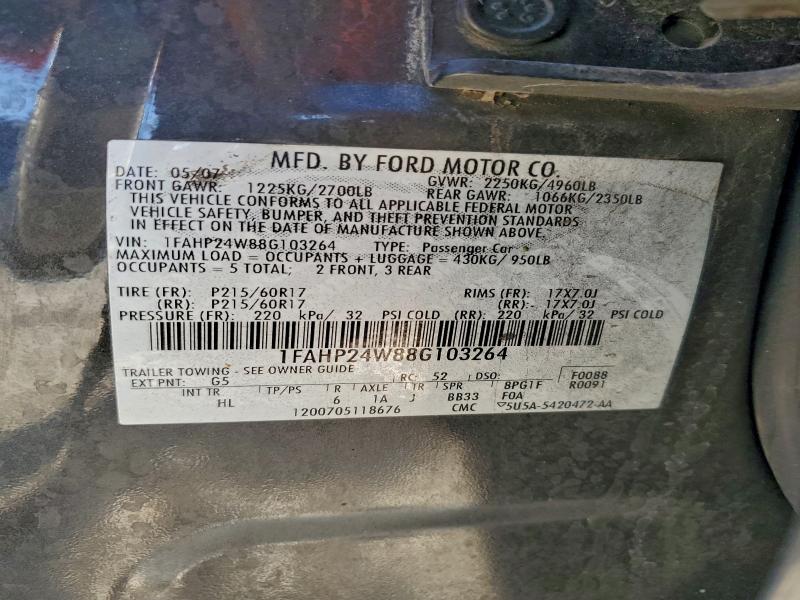 MFD. BY FORD MOTOR CO.
DATE: 05/07 GVWR: 2250KG/4960LB
FRONT GAWR: 1225KG/2700LB REAR GAWR: 1066KG/2350LB
THIS VEHICLE CONFORMS TO ALL APPLICABLE FEDERAL MOTOR
VEHICLE SAFETY, BUMPER, AND THEFT PREVENTION STANDARDS
IN EFFECT ON THE DATE OF MANUFACTURE SHOWN ABOVE.
VIN: 1FAHP24W88G103264 TYPE: Passenger Car
MAXIMUM LOAD = OCCUPANTS + LUGGAGE = 430KG/ 950LB
OCCUPANTS = 5 TOTAL; 2 FRONT, 3 REAR
TIRE (FR): P215/60R17 RIMS (FR): 17X7.0J
(RR): P215/60R17 (RR): 17X7.0J
PRESSURE (FR): 220 kPa/ 32 PSI COLD (RR): 220 kPa/ 32 PSI COLD
1FAHP24W88G103264
TRAILER TOWING - SEE OWNER GUIDE
EXT PNT: G5 RC: 52 DSO: F0088
R0091
INT TR TP/PS R AXLE TR SPR BPG1F
HL 6 1A J BB33 F0A
1200705118676 CMC 5U5A-5420472-AA